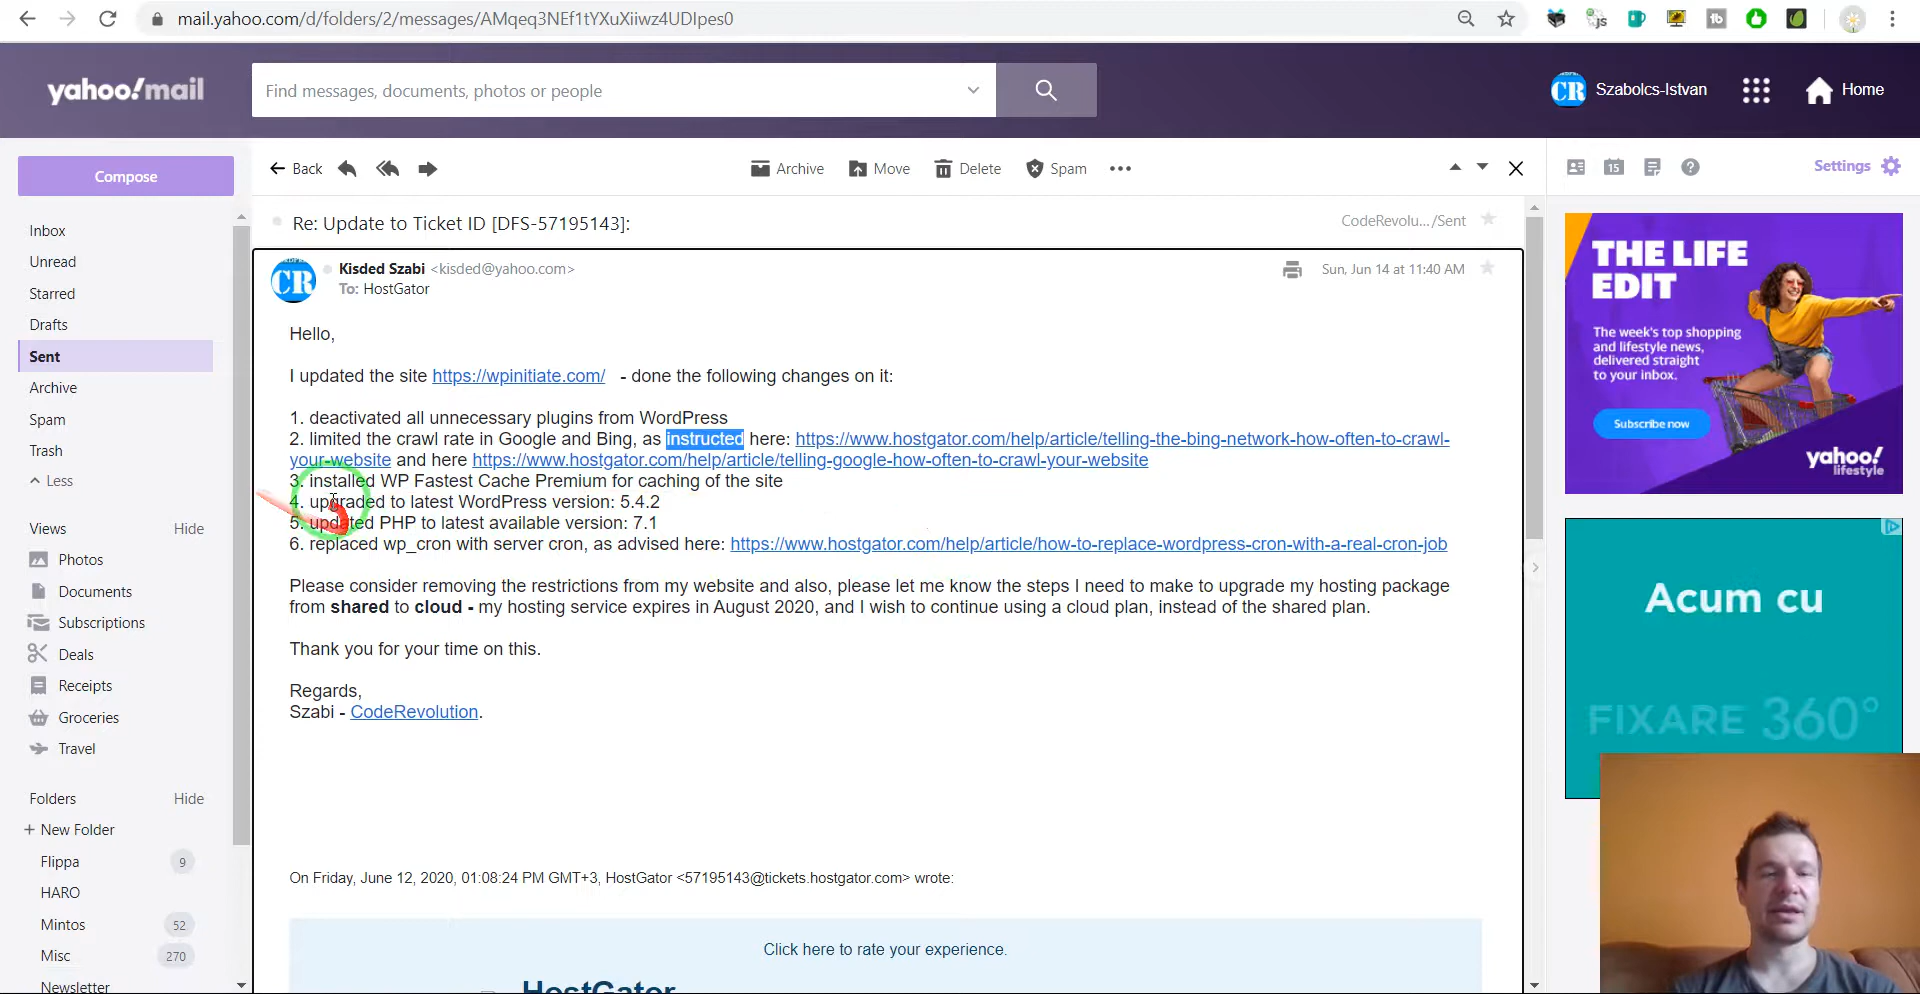 mail.yahoo.com/d/folders/2/messages/AMqeq3NEf1tYXuXiiwz4UDIpes0
yahoo!mail
Find messages, documents, photos or people
CR
Szabolcs-Istvan
Home
Compose
Back
Archive
Move
Delete
Spam
15
Settings
Inbox
Unread
Starred
Drafts
Sent
Archive
Spam
Trash
Less
Views
Hide
Photos
Documents
Subscriptions
Deals
Receipts
Groceries
Travel
Folders
Hide
+ New Folder
Flippa
9
HARO
Mintos
52
Misc
270
Newsletter
Re: Update to Ticket ID [DFS-57195143]:
CodeRevolu.../Sent
CR
Kisded Szabi <kisded@yahoo.com>
To: HostGator
Sun, Jun 14 at 11:40 AM
Hello,
I updated the site https://wpinitiate.com/ - done the following changes on it:
1. deactivated all unnecessary plugins from WordPress
2. limited the crawl rate in Google and Bing, as instructed here: https://www.hostgator.com/help/article/telling-the-bing-network-how-often-to-crawl-
your-website and here https://www.hostgator.com/help/article/telling-google-how-often-to-crawl-your-website
3. installed WP Fastest Cache Premium for caching of the site
4. upgraded to latest WordPress version: 5.4.2
5. updated PHP to latest available version: 7.1
6. replaced wp_cron with server cron, as advised here: https://www.hostgator.com/help/article/how-to-replace-wordpress-cron-with-a-real-cron-job
Please consider removing the restrictions from my website and also, please let me know the steps I need to make to upgrade my hosting package
from shared to cloud - my hosting service expires in August 2020, and I wish to continue using a cloud plan, instead of the shared plan.
Thank you for your time on this.
Regards,
Szabi - CodeRevolution.
On Friday, June 12, 2020, 01:08:24 PM GMT+3, HostGator <57195143@tickets.hostgator.com> wrote:
Click here to rate your experience.
HostGator
THE LIFE
EDIT
The week's top shopping
and lifestyle news,
delivered straight
to your inbox.
Subscribe now
yahoo!
lifestyle
Acum cu
FIXARE 360°